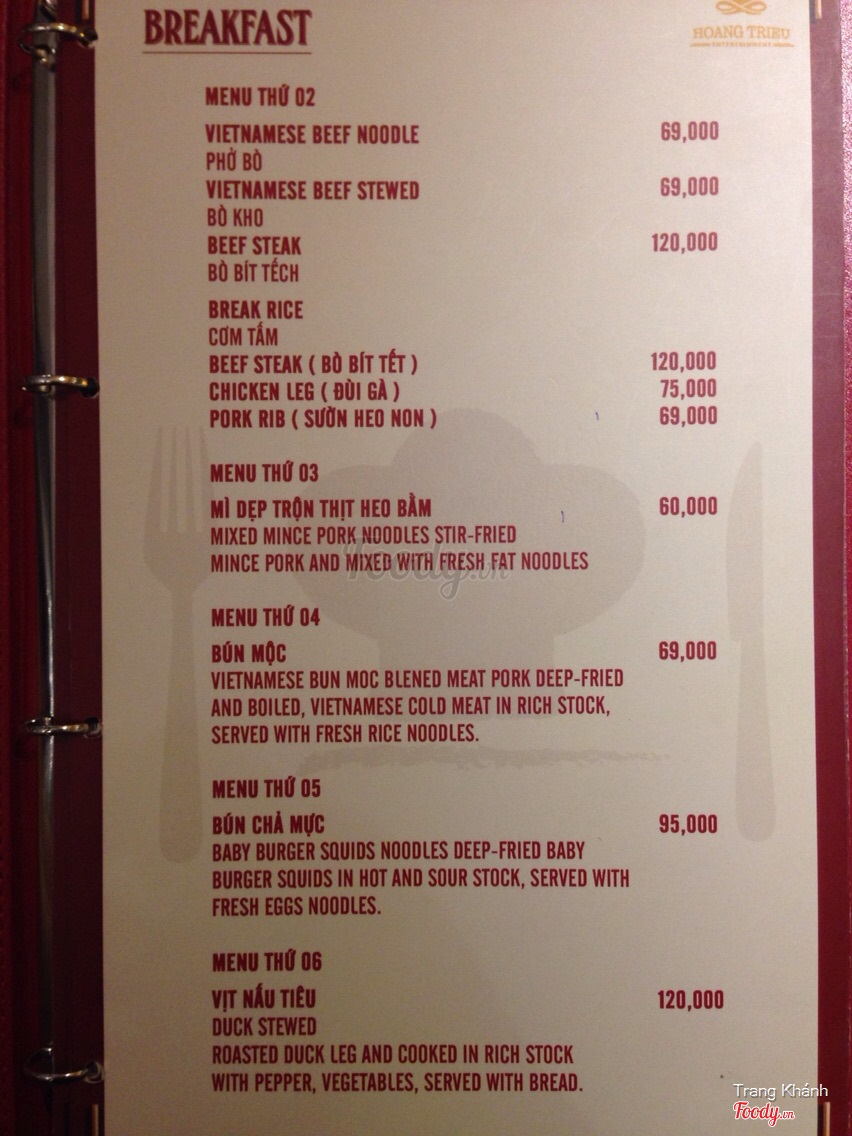 BREAKFAST
HOANG TRIEU
ENTERTAINMENT
MENU THỨ 02
VIETNAMESE BEEF NOODLE 69,000
PHỞ BÒ
VIETNAMESE BEEF STEWED 69,000
BÒ KHO
BEEF STEAK 120,000
BÒ BÍT TẾCH
BREAK RICE
CƠM TẤM
BEEF STEAK ( BÒ BÍT TẾT ) 120,000
CHICKEN LEG ( ĐÙI GÀ ) 75,000
PORK RIB ( SƯỜN HEO NON ) 69,000
MENU THỨ 03
MÌ DẸP TRỘN THỊT HEO BẰM 60,000
MIXED MINCE PORK NOODLES STIR-FRIED
MINCE PORK AND MIXED WITH FRESH FAT NOODLES
Foody.vn
MENU THỨ 04
BÚN MỘC 69,000
VIETNAMESE BUN MOC BLENED MEAT PORK DEEP-FRIED
AND BOILED, VIETNAMESE COLD MEAT IN RICH STOCK,
SERVED WITH FRESH RICE NOODLES.
MENU THỨ 05
BÚN CHẢ MỰC 95,000
BABY BURGER SQUIDS NOODLES DEEP-FRIED BABY
BURGER SQUIDS IN HOT AND SOUR STOCK, SERVED WITH
FRESH EGGS NOODLES.
MENU THỨ 06
VỊT NẤU TIÊU 120,000
DUCK STEWED
ROASTED DUCK LEG AND COOKED IN RICH STOCK
WITH PEPPER, VEGETABLES, SERVED WITH BREAD.
Trang Khánh
Foody.vn